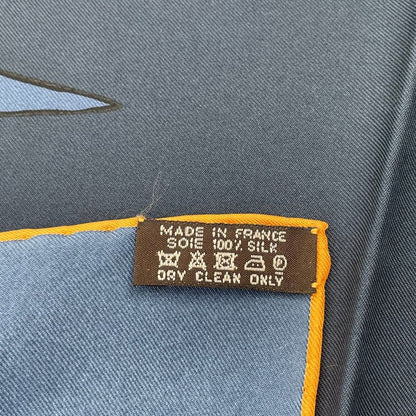 MADE IN FRANCE
SOIE 100% SILK
DRY CLEAN ONLY